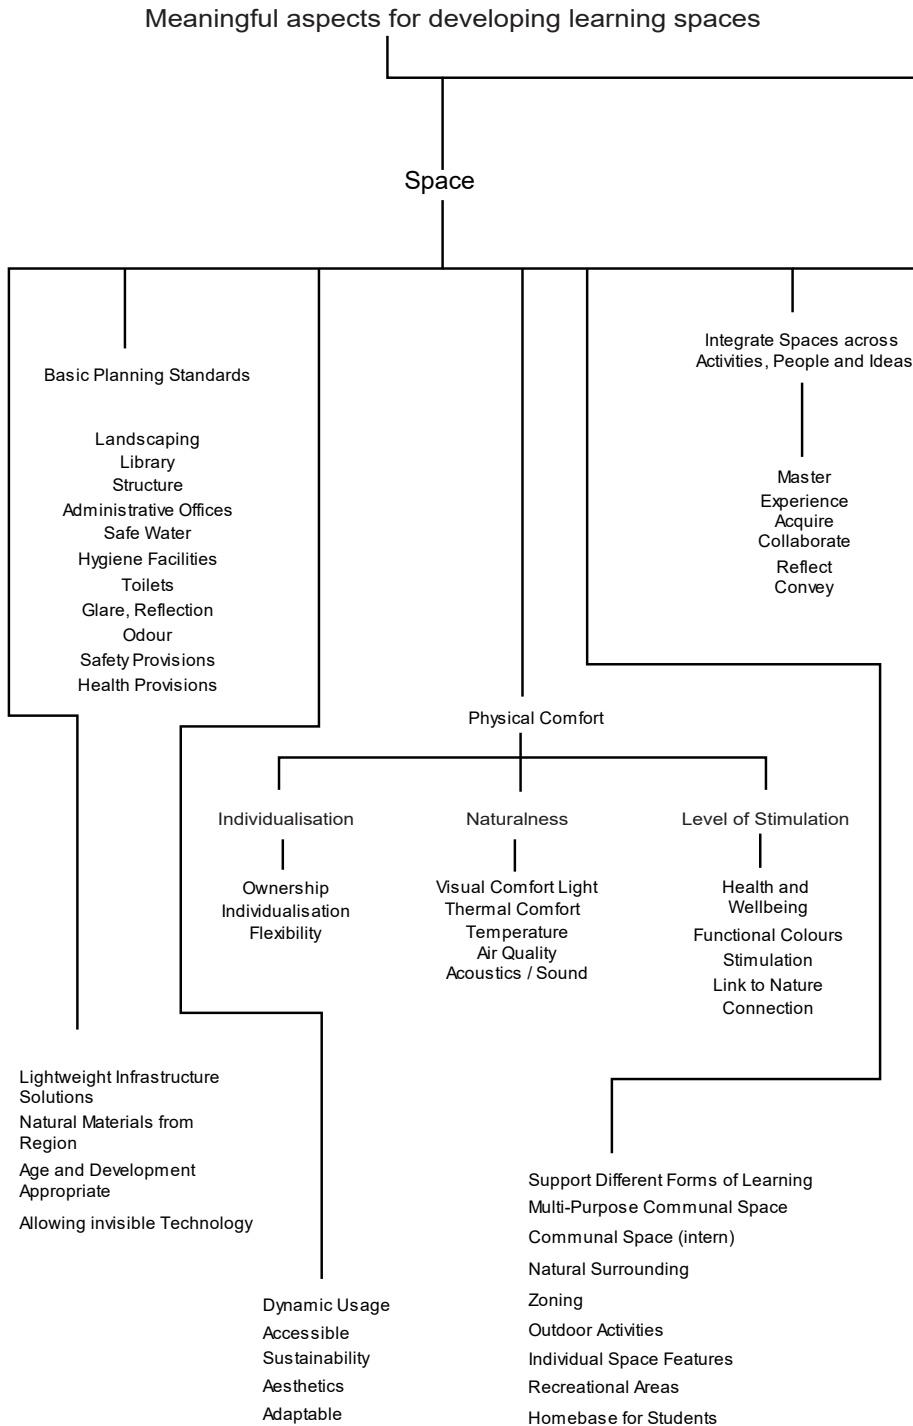 Meaningful aspects for developing learning spaces
Space
Basic Planning Standards
Landscaping
Library
Structure
Administrative Offices
Safe Water
Hygiene Facilities
Toilets
Glare, Reflection
Odour
Safety Provisions
Health Provisions
Integrate Spaces across
Activities, People and Ideas
Master
Experience
Acquire
Collaborate
Reflect
Convey
Physical Comfort
Individualisation
Ownership
Individualisation
Flexibility
Naturalness
Visual Comfort Light
Thermal Comfort
Temperature
Air Quality
Acoustics / Sound
Level of Stimulation
Health and
Wellbeing
Functional Colours
Stimulation
Link to Nature
Connection
Lightweight Infrastructure
Solutions
Natural Materials from
Region
Age and Development
Appropriate
Allowing invisible Technology
Dynamic Usage
Accessible
Sustainability
Aesthetics
Adaptable
Support Different Forms of Learning
Multi-Purpose Communal Space
Communal Space (intern)
Natural Surrounding
Zoning
Outdoor Activities
Individual Space Features
Recreational Areas
Homebase for Students